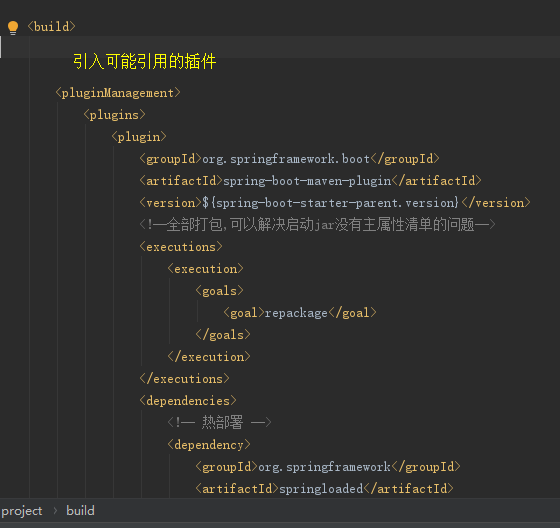 <build>
引入可能引用的插件
<pluginManagement>
<plugins>
<plugin>
<groupId>org.springframework.boot</groupId>
<artifactId>spring-boot-maven-plugin</artifactId>
<version>${spring-boot-starter-parent.version}</version>
<!--全部打包,可以解决启动jar没有主属性清单的问题-->
<executions>
<execution>
<goals>
<goal>repackage</goal>
</goals>
</execution>
</executions>
<dependencies>
<!-- 热部署 -->
<dependency>
<groupId>org.springframework</groupId>
<artifactId>springloaded</artifactId>
project › build